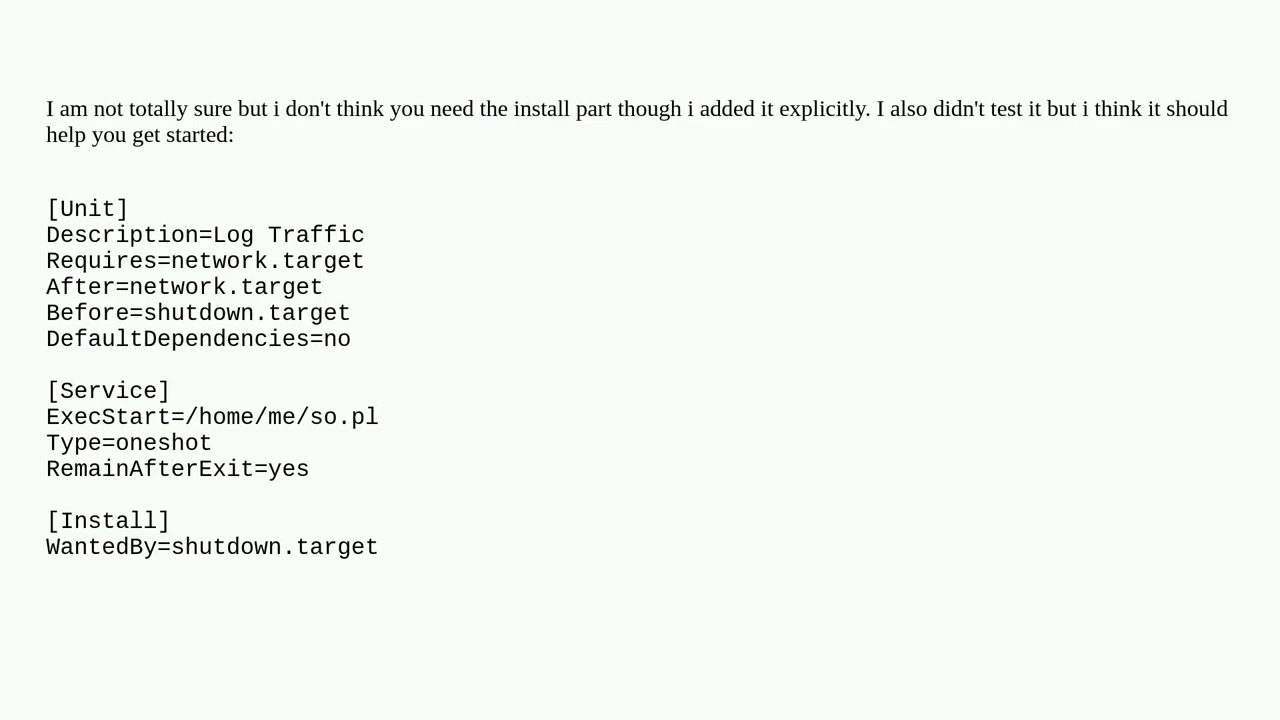 I am not totally sure but i don't think you need the install part though i added it explicitly. I also didn't test it but i think it should
help you get started:
[Unit]
Description=Log Traffic
Requires=network.target
After=network.target
Before=shutdown.target
DefaultDependencies=no
[Service]
ExecStart=/home/me/so.pl
Type=oneshot
RemainAfterExit=yes
[Install]
WantedBy=shutdown.target